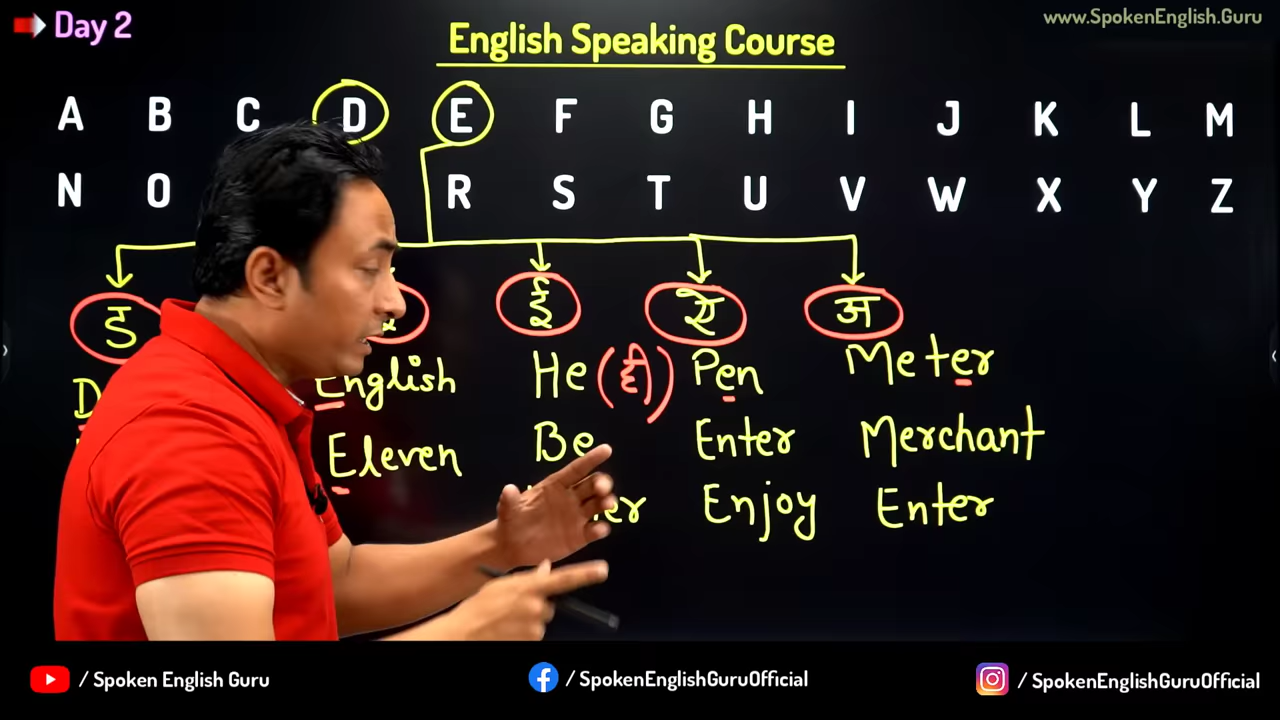 Day 2
www.SpokenEnglish.Guru
English Speaking Course
A B C D E F G H I J K L M
N O R S T U V W X Y Z
ई ऐ अ
English He (ही) Pen Meter
Eleven Be Enter Merchant
Enjoy Enter
/ Spoken English Guru
/ SpokenEnglishGuruOfficial
/ SpokenEnglishGuruOfficial